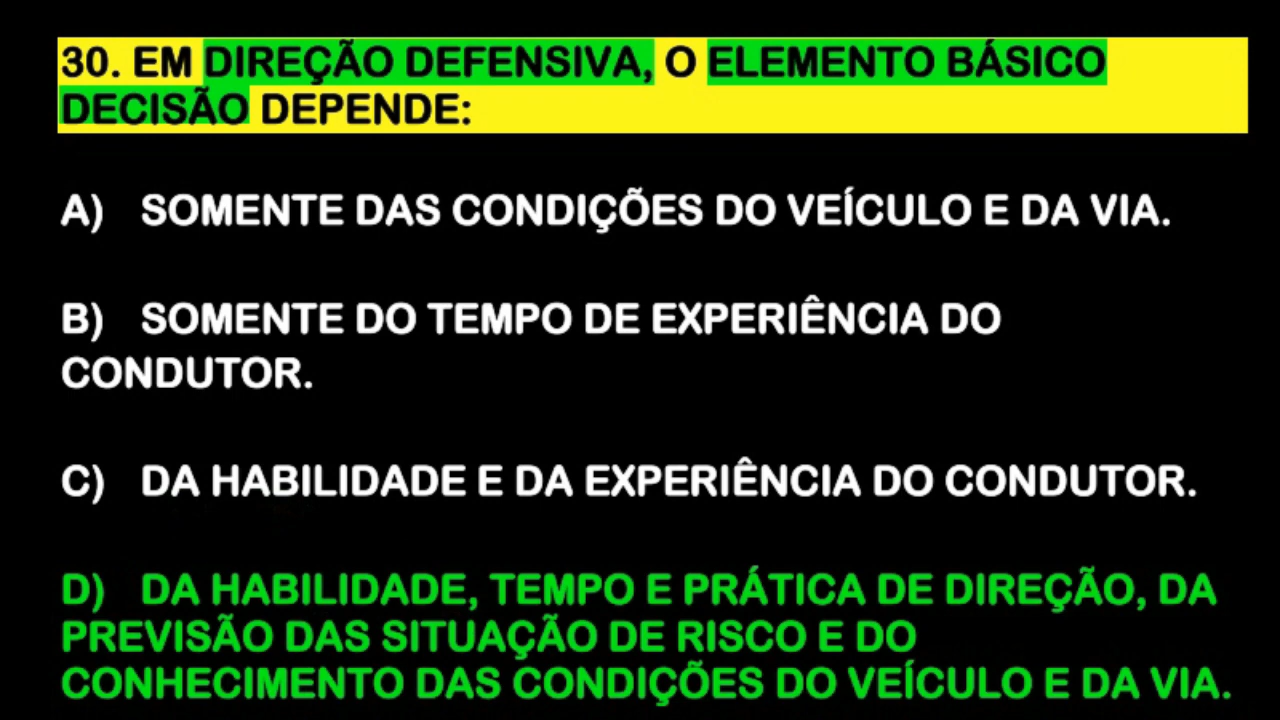 30. EM DIREÇÃO DEFENSIVA, O ELEMENTO BÁSICO
DECISÃO DEPENDE:
A) SOMENTE DAS CONDIÇÕES DO VEÍCULO E DA VIA.
B) SOMENTE DO TEMPO DE EXPERIÊNCIA DO
CONDUTOR.
C) DA HABILIDADE E DA EXPERIÊNCIA DO CONDUTOR.
D) DA HABILIDADE, TEMPO E PRÁTICA DE DIREÇÃO, DA
PREVISÃO DAS SITUAÇÃO DE RISCO E DO
CONHECIMENTO DAS CONDIÇÕES DO VEÍCULO E DA VIA.